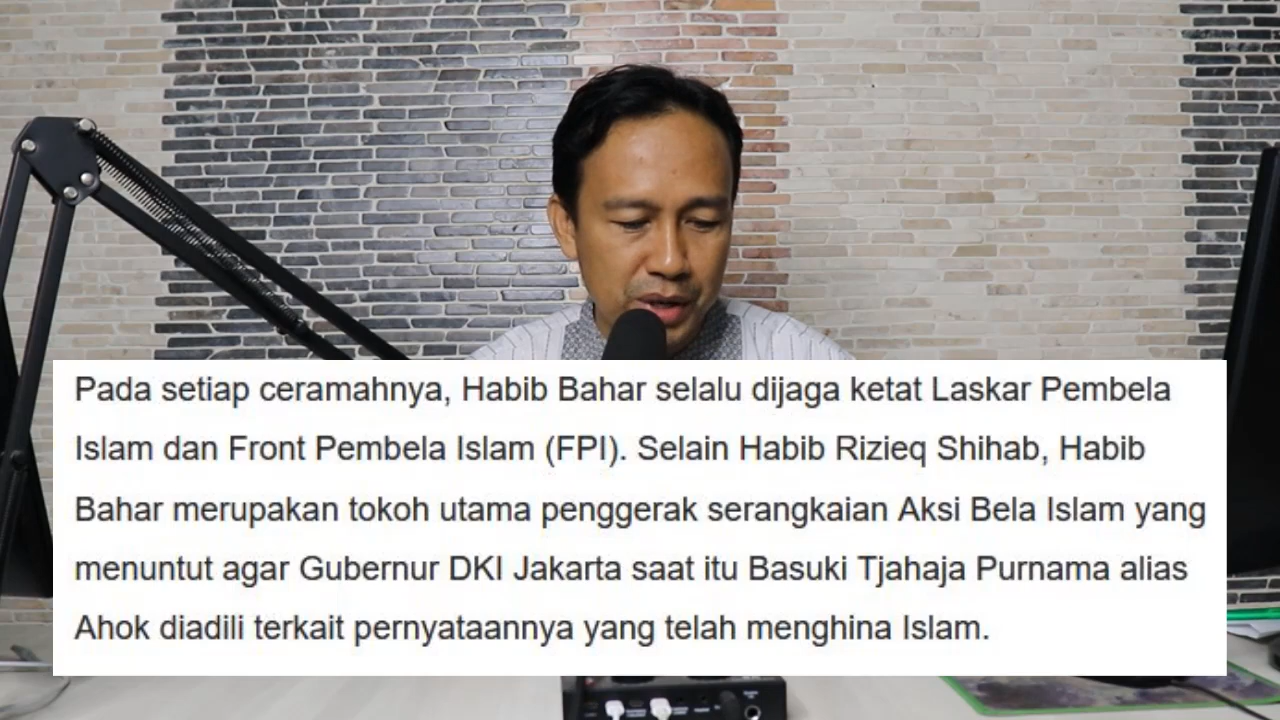 Pada setiap ceramahnya, Habib Bahar selalu dijaga ketat Laskar Pembela
Islam dan Front Pembela Islam (FPI). Selain Habib Rizieq Shihab, Habib
Bahar merupakan tokoh utama penggerak serangkaian Aksi Bela Islam yang
menuntut agar Gubernur DKI Jakarta saat itu Basuki Tjahaja Purnama alias
Ahok diadili terkait pernyataannya yang telah menghina Islam.